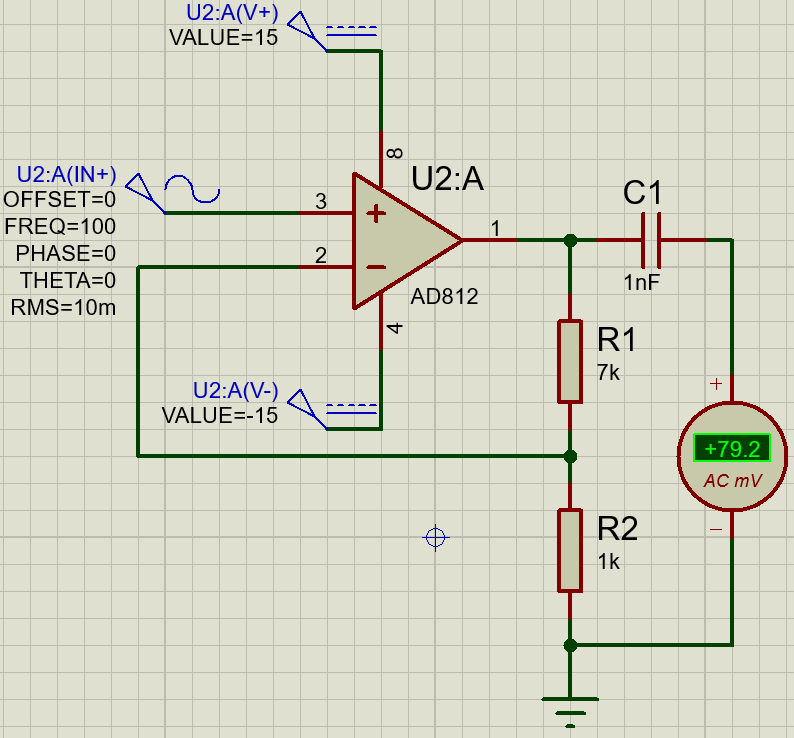 U2:A(V+)
VALUE=15
8
U2:A(IN+)
OFFSET=0
FREQ=100
PHASE=0
THETA=0
RMS=10m
3
2
+
−
U2:A
AD812
1
4
C1
1nF
U2:A(V-)
VALUE=-15
R1
7k
+
+79.2
AC mV
−
R2
1k